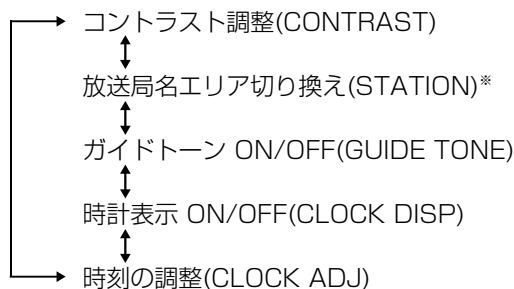 コントラスト調整(CONTRAST)
放送局名エリア切り換え(STATION)※
ガイドトーン ON/OFF(GUIDE TONE)
時計表示 ON/OFF(CLOCK DISP)
時刻の調整(CLOCK ADJ)